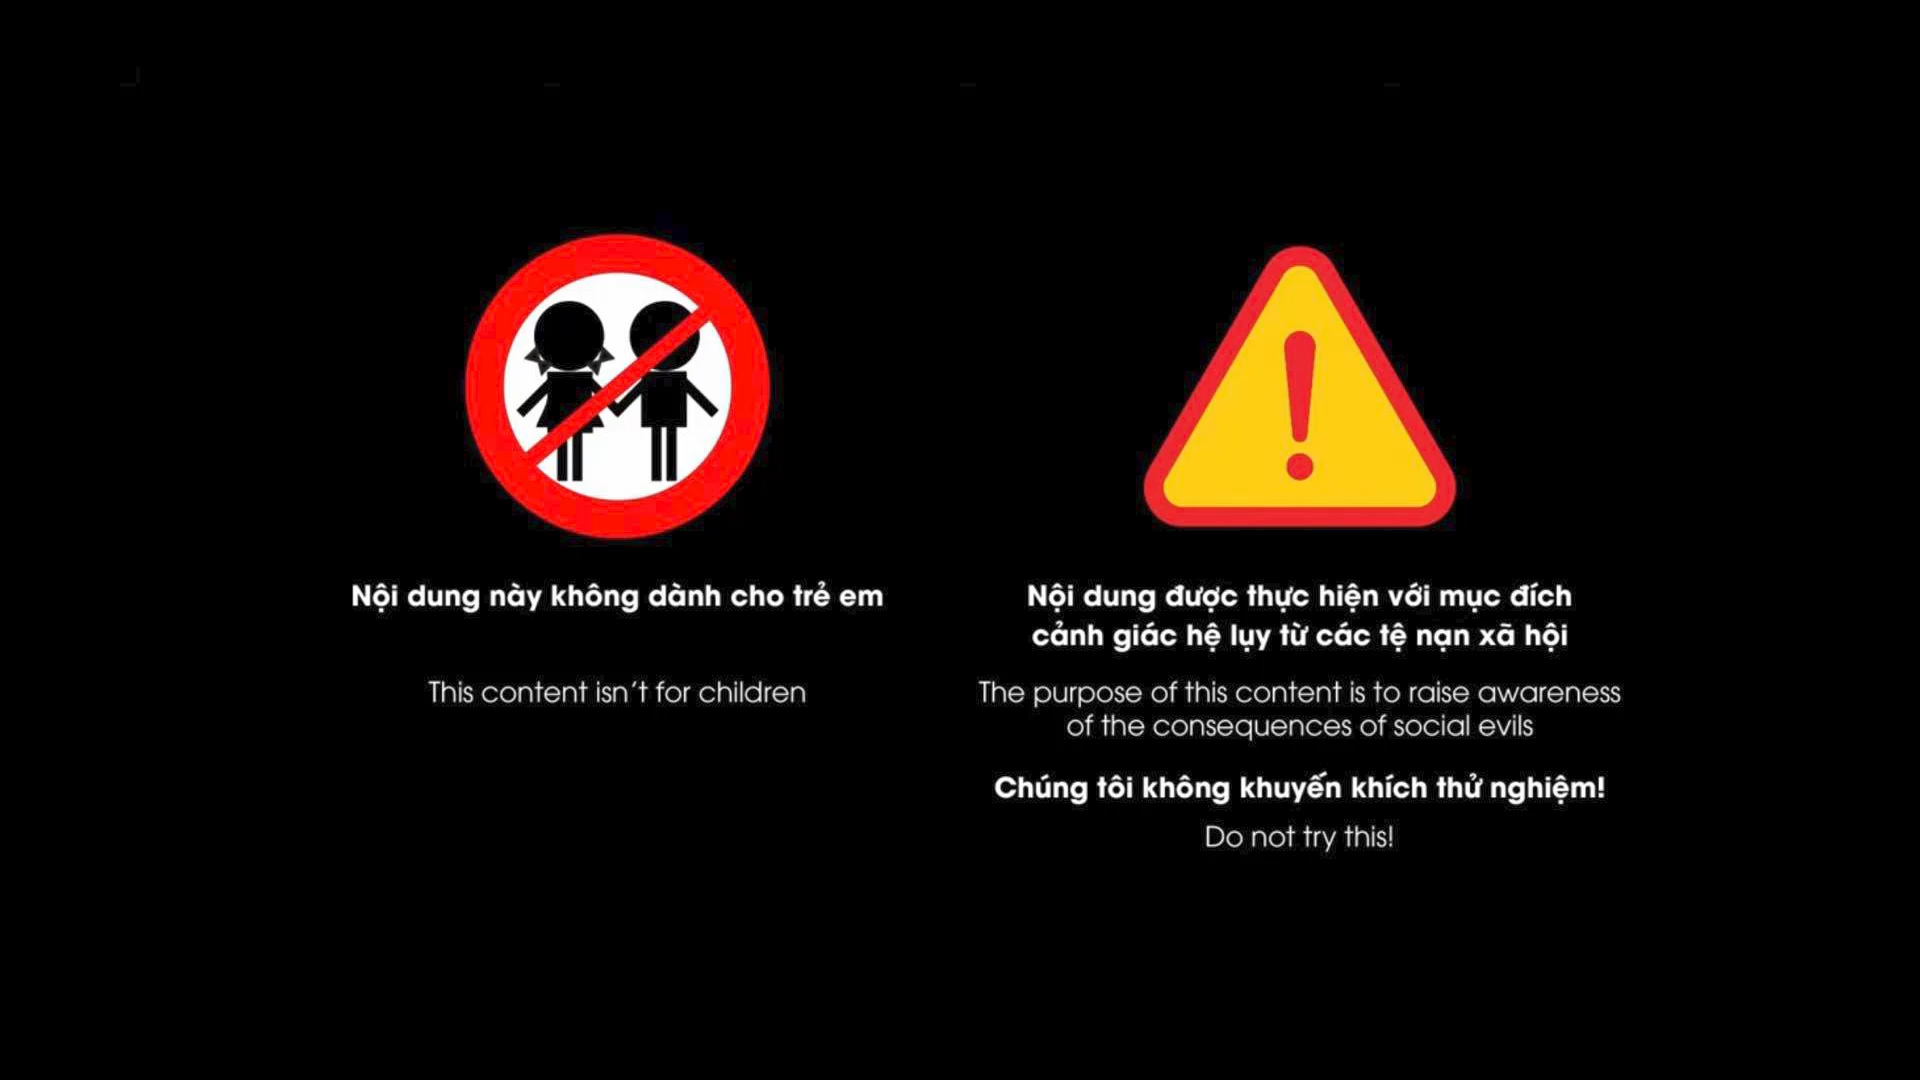 Nội dung này không dành cho trẻ em
This content isn't for children
Nội dung được thực hiện với mục đích
cảnh giác hệ lụy từ các tệ nạn xã hội
The purpose of this content is to raise awareness
of the consequences of social evils
Chúng tôi không khuyến khích thử nghiệm!
Do not try this!